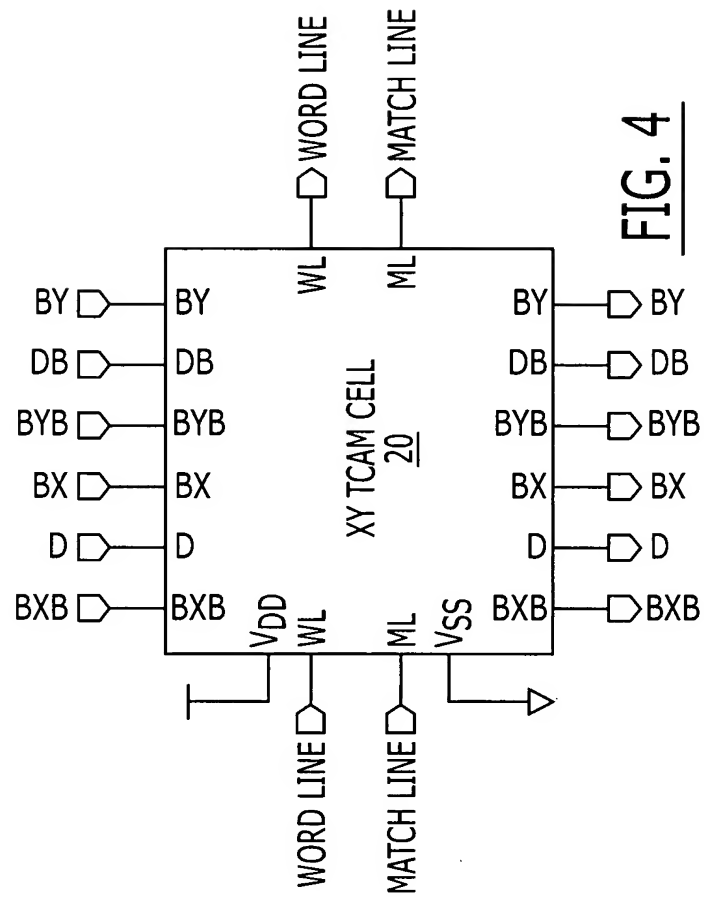 WORD LINE
MATCH LINE
WL
ML
BY BY BY BY
DB DB DB DB
BYB BYB BYB BYB
BX BX BX BX
D D D D
BXB BXB BXB BXB
XY TCAM CELL
20
VDD
WL
ML
VSS
WORD LINE
MATCH LINE
FIG. 4